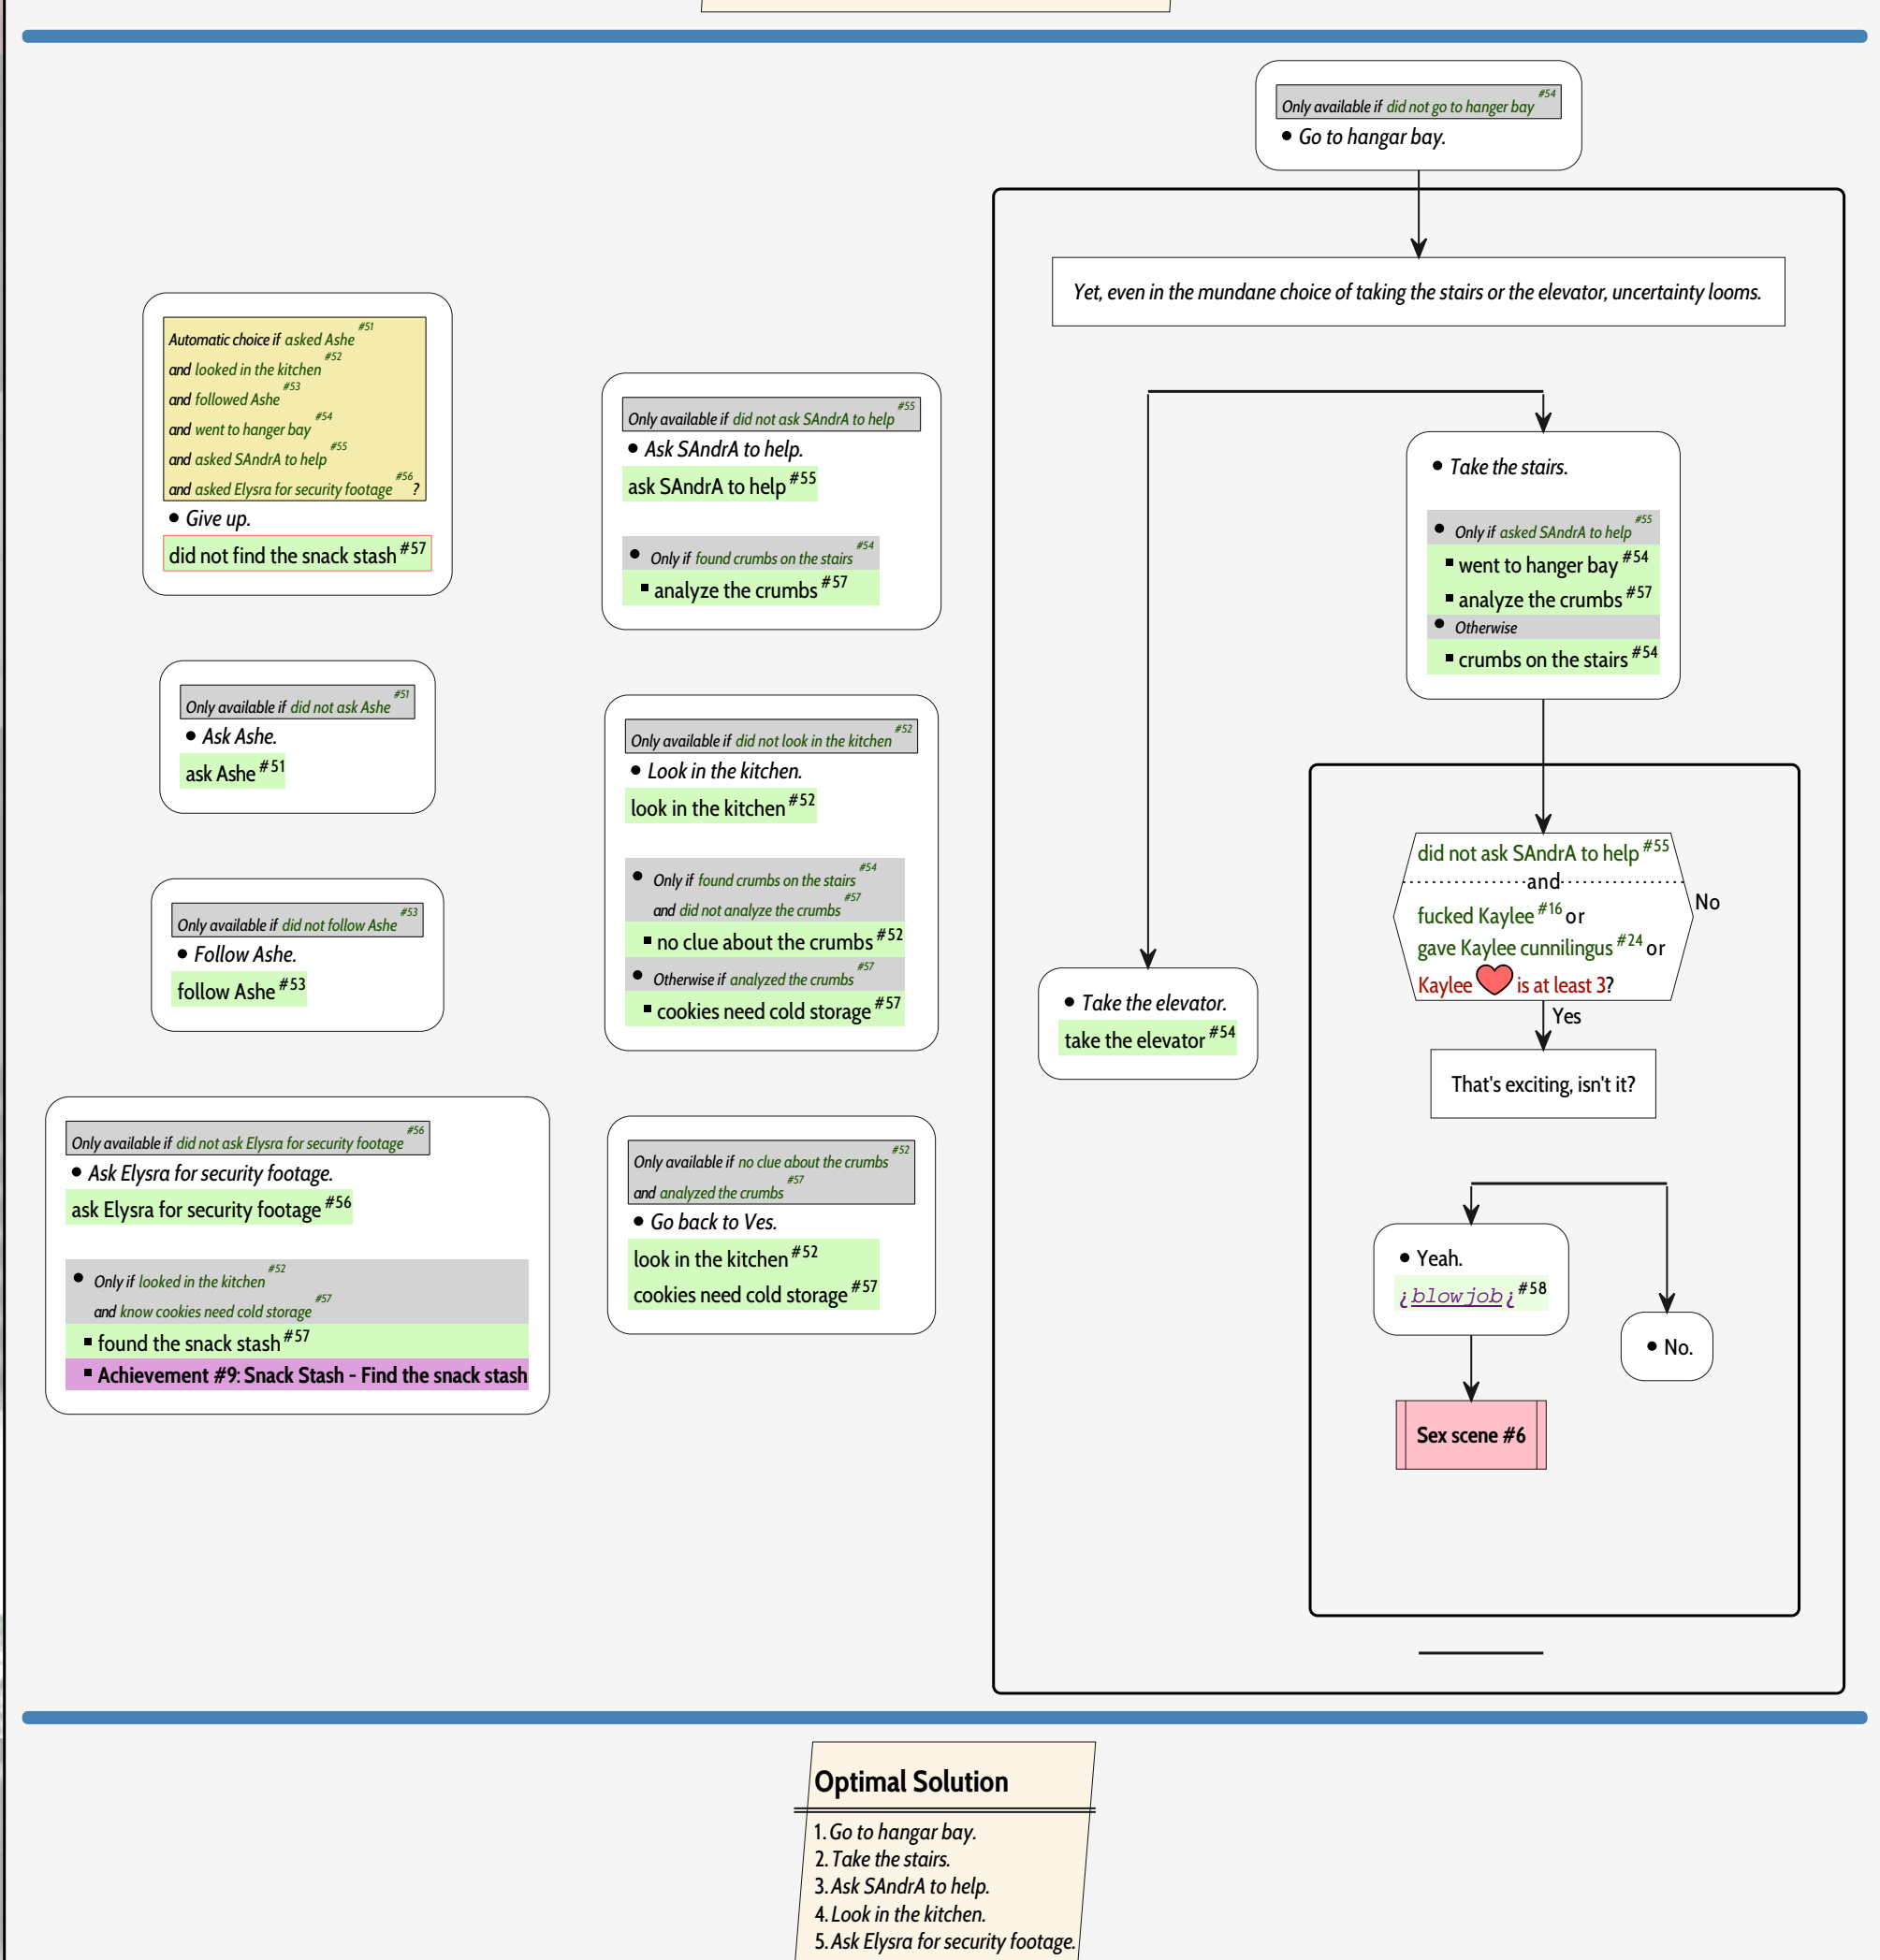 Only available if did not go to hanger bay #54
• Go to hangar bay.
Yet, even in the mundane choice of taking the stairs or the elevator, uncertainty looms.
Automatic choice if asked Ashe #51
and looked in the kitchen #52
and followed Ashe #53
and went to hanger bay #54
and asked SAndrA to help #55
and asked Elysra for security footage #56 ?
• Give up.
did not find the snack stash #57
Only available if did not ask Ashe #51
• Ask Ashe.
ask Ashe #51
Only available if did not follow Ashe #53
• Follow Ashe.
follow Ashe #53
Only available if did not ask Elysra for security footage #56
• Ask Elysra for security footage.
ask Elysra for security footage #56
• Only if looked in the kitchen #52
and know cookies need cold storage #57
▪ found the snack stash #57
▪ Achievement #9: Snack Stash - Find the snack stash
Only available if did not ask SAndrA to help #55
• Ask SAndrA to help.
ask SAndrA to help #55
• Only if found crumbs on the stairs #54
▪ analyze the crumbs #57
Only available if did not look in the kitchen #52
• Look in the kitchen.
look in the kitchen #52
• Only if found crumbs on the stairs #54
and did not analyze the crumbs #57
▪ no clue about the crumbs #52
• Otherwise if analyzed the crumbs #57
▪ cookies need cold storage #57
Only available if no clue about the crumbs #52
and analyzed the crumbs #57
• Go back to Ves.
look in the kitchen #52
cookies need cold storage #57
• Take the elevator.
take the elevator #54
• Take the stairs.
• Only if asked SAndrA to help #55
▪ went to hanger bay #54
▪ analyze the crumbs #57
• Otherwise
▪ crumbs on the stairs #54
did not ask SAndrA to help #55
and
fucked Kaylee #16 or
gave Kaylee cunnilingus #24 or
Kaylee ❤ is at least 3?
No
Yes
That's exciting, isn't it?
• Yeah.
¿blowjob¿ #58
• No.
Sex scene #6
Optimal Solution
1. Go to hangar bay.
2. Take the stairs.
3. Ask SAndrA to help.
4. Look in the kitchen.
5. Ask Elysra for security footage.